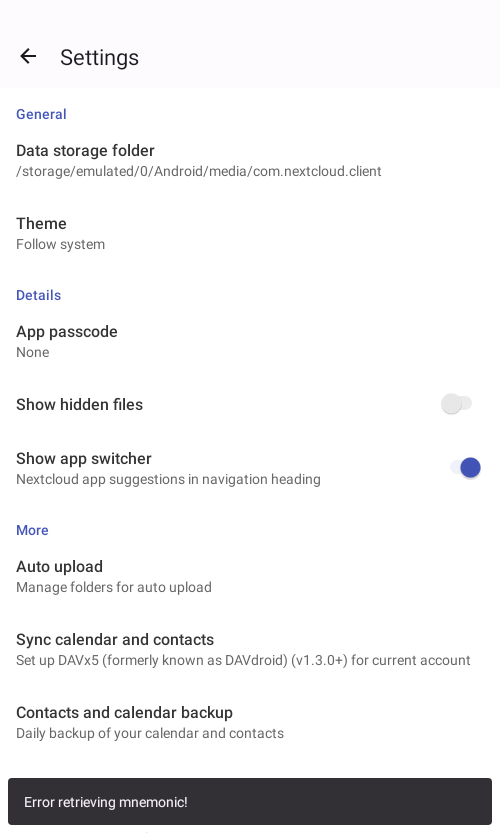 Settings
General
Data storage folder
/storage/emulated/0/Android/media/com.nextcloud.client
Theme
Follow system
Details
App passcode
None
Show hidden files
Show app switcher
Nextcloud app suggestions in navigation heading
More
Auto upload
Manage folders for auto upload
Sync calendar and contacts
Set up DAVx5 (formerly known as DAVdroid) (v1.3.0+) for current account
Contacts and calendar backup
Daily backup of your calendar and contacts
Error retrieving mnemonic!